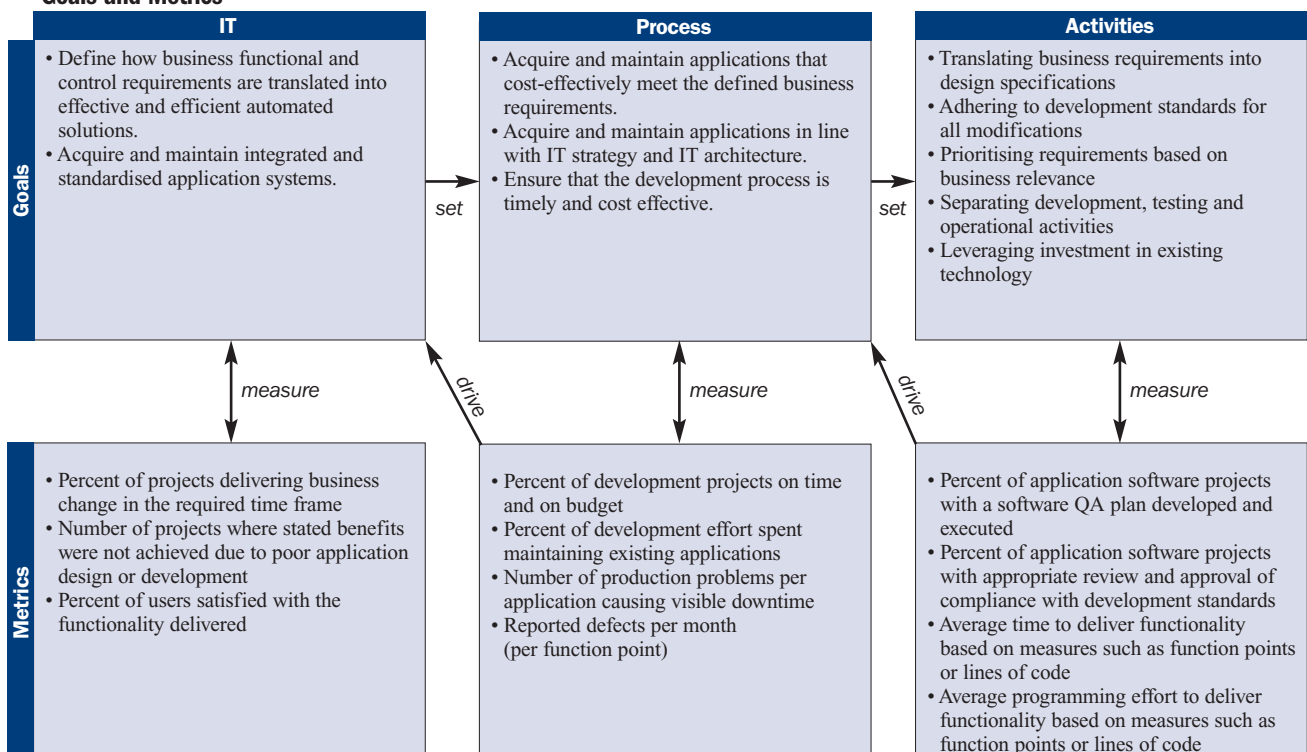 Goals and Metrics
IT
• Define how business functional and
control requirements are translated into
effective and efficient automated
solutions.
• Acquire and maintain integrated and
standardised application systems.
set
Process
• Acquire and maintain applications that
cost-effectively meet the defined business
requirements.
• Acquire and maintain applications in line
with IT strategy and IT architecture.
• Ensure that the development process is
timely and cost effective.
set
Activities
• Translating business requirements into
design specifications
• Adhering to development standards for
all modifications
• Prioritising requirements based on
business relevance
• Separating development, testing and
operational activities
• Leveraging investment in existing
technology
Goals
measure
drive
measure
drive
measure
Metrics
• Percent of projects delivering business
change in the required time frame
• Number of projects where stated benefits
were not achieved due to poor application
design or development
• Percent of users satisfied with the
functionality delivered
• Percent of development projects on time
and on budget
• Percent of development effort spent
maintaining existing applications
• Number of production problems per
application causing visible downtime
• Reported defects per month
(per function point)
• Percent of application software projects
with a software QA plan developed and
executed
• Percent of application software projects
with appropriate review and approval of
compliance with development standards
• Average time to deliver functionality
based on measures such as function points
or lines of code
• Average programming effort to deliver
functionality based on measures such as
function points or lines of code